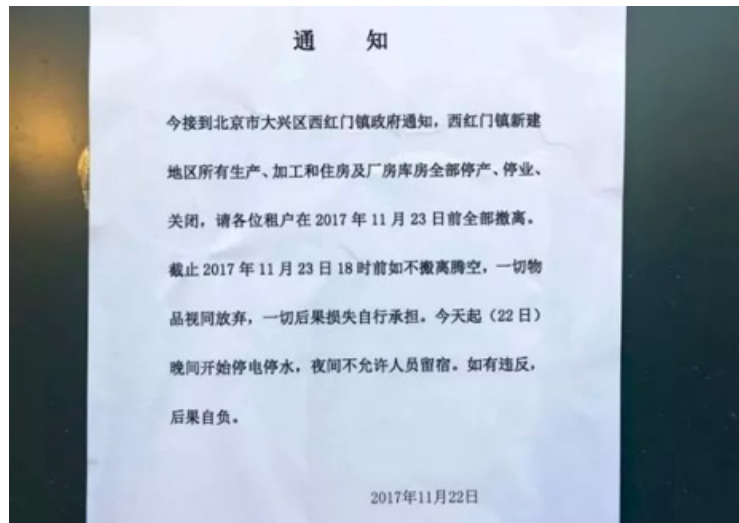 通 知
今接到北京市大兴区西红门镇政府通知，西红门镇新建
地区所有生产、加工和住房及厂房库房全部停产、停业、
关闭，请各位租户在 2017 年 11 月 23 日前全部撤离。
截止 2017 年 11 月 23 日 18 时前如不搬离腾空，一切物
品视同放弃，一切后果损失自行承担。今天起（22 日）
晚间开始停电停水，夜间不允许人员留宿。如有违反，
后果自负。
2017年11月22日